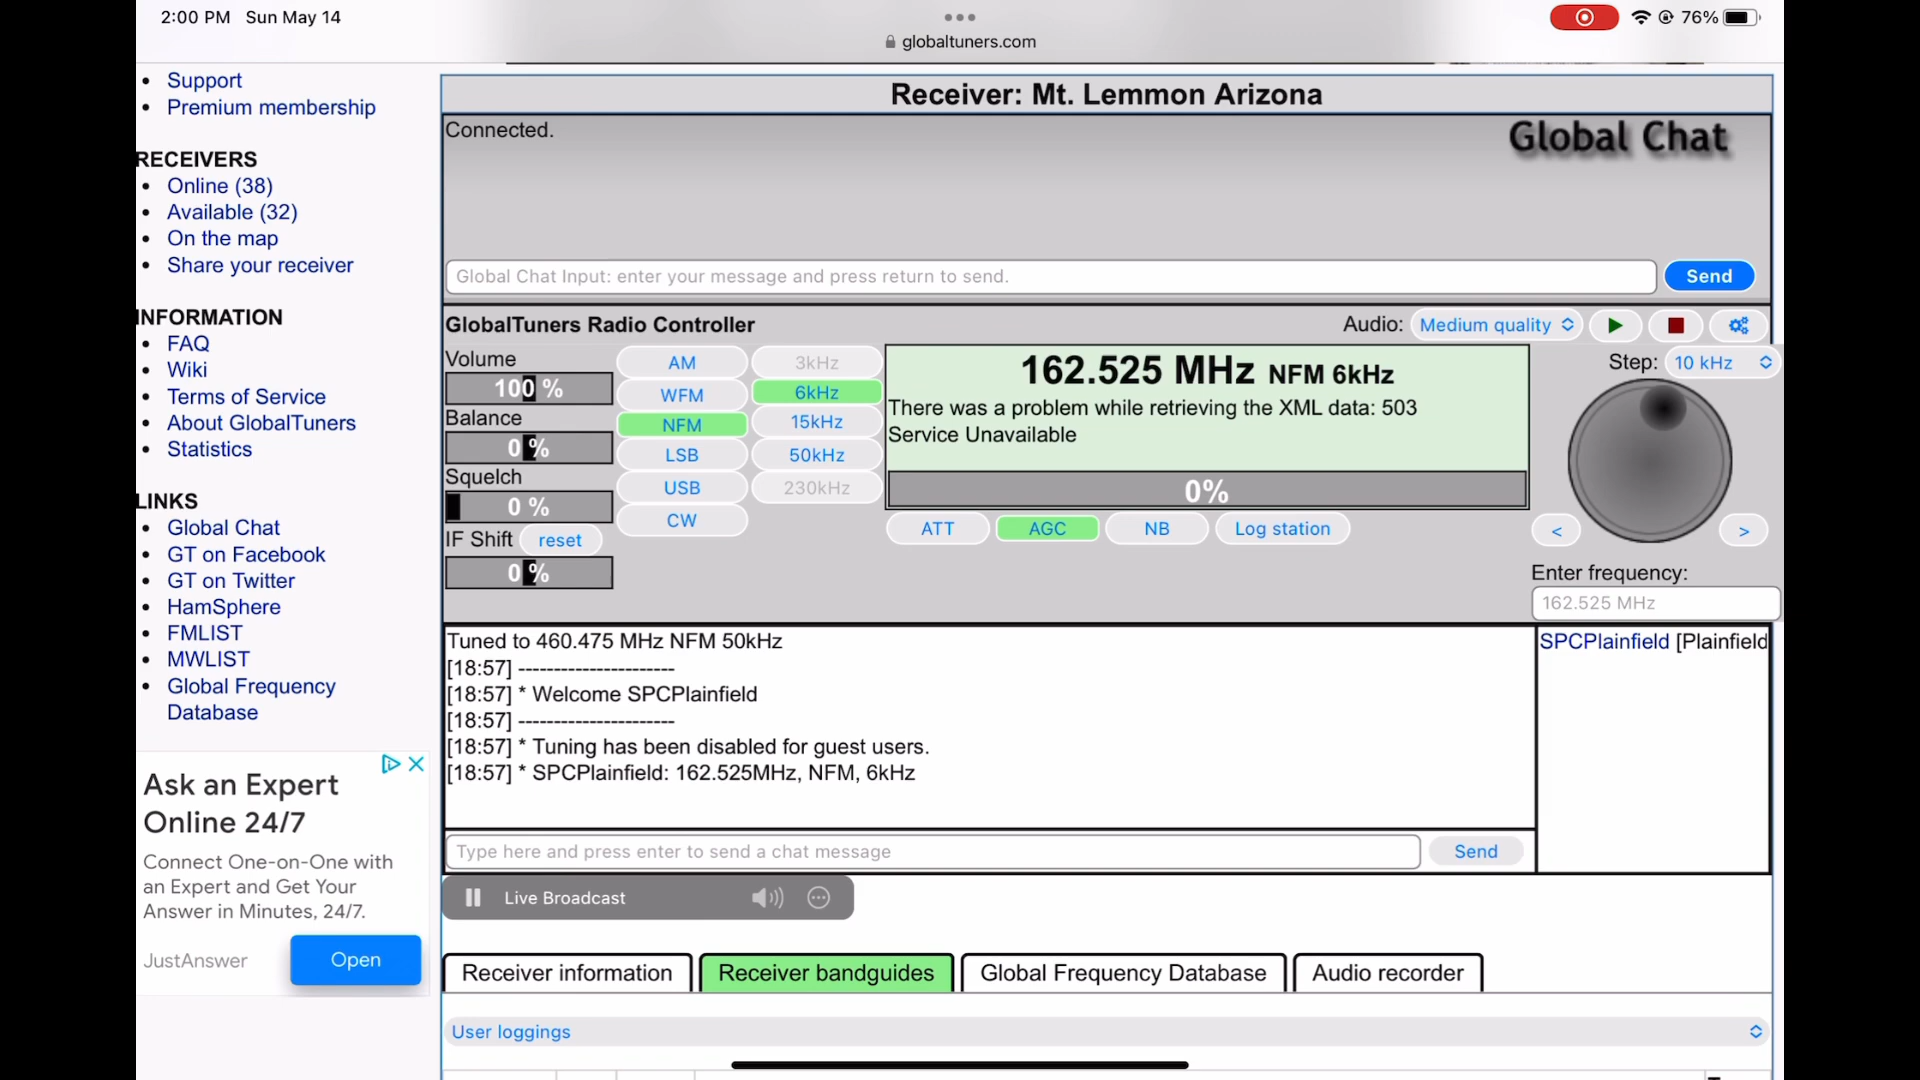 2:00 PM Sun May 14
76%
globaltuners.com
Support
Premium membership
RECEIVERS
Online (38)
Available (32)
On the map
Share your receiver
INFORMATION
FAQ
Wiki
Terms of Service
About GlobalTuners
Statistics
LINKS
Global Chat
GT on Facebook
GT on Twitter
HamSphere
FMLIST
MWLIST
Global Frequency
Database
Ask an Expert
Online 24/7
Connect One-on-One with
an Expert and Get Your
Answer in Minutes, 24/7.
JustAnswer
Open
Receiver: Mt. Lemmon Arizona
Connected.
Global Chat
Global Chat Input: enter your message and press return to send.
Send
GlobalTuners Radio Controller
Audio: Medium quality
Volume
100 %
Balance
0 %
Squelch
0 %
IF Shift reset
0 %
AM
WFM
NFM
LSB
USB
CW
3kHz
6kHz
15kHz
50kHz
230kHz
162.525 MHz NFM 6kHz
There was a problem while retrieving the XML data: 503
Service Unavailable
0%
ATT AGC NB Log station
Step: 10 kHz
< >
Enter frequency:
162.525 MHz
Tuned to 460.475 MHz NFM 50kHz
[18:57] ----------------------
[18:57] * Welcome SPCPlainfield
[18:57] ----------------------
[18:57] * Tuning has been disabled for guest users.
[18:57] * SPCPlainfield: 162.525MHz, NFM, 6kHz
SPCPlainfield [Plainfield
Type here and press enter to send a chat message
Send
Live Broadcast
Receiver information
Receiver bandguides
Global Frequency Database
Audio recorder
User loggings